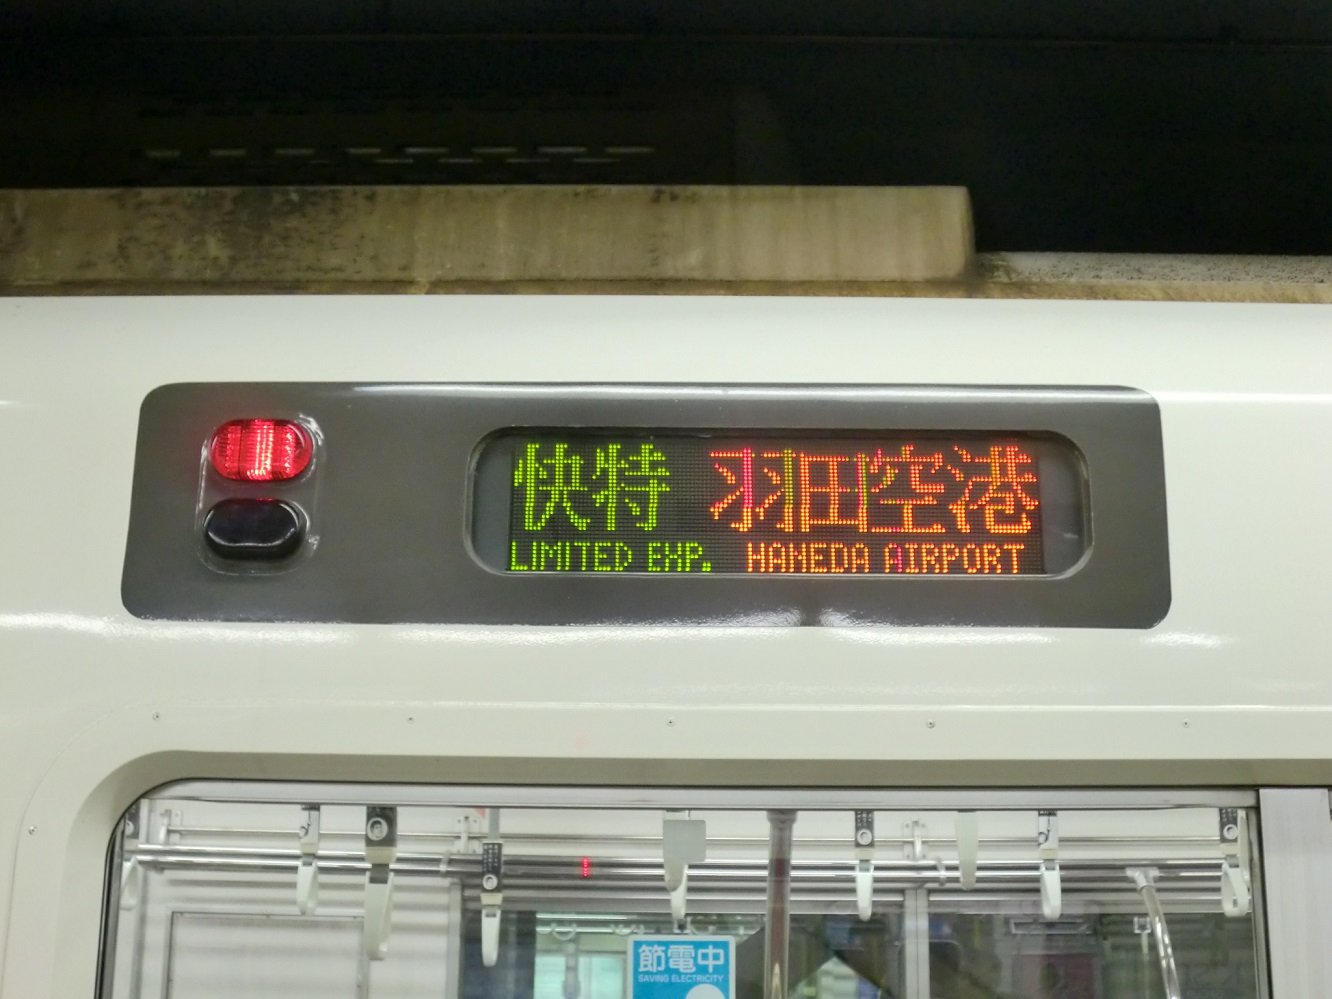 快特 羽田空港
LIMITED EXP. HANEDA AIRPORT
節電中
SAVING ELECTRICITY